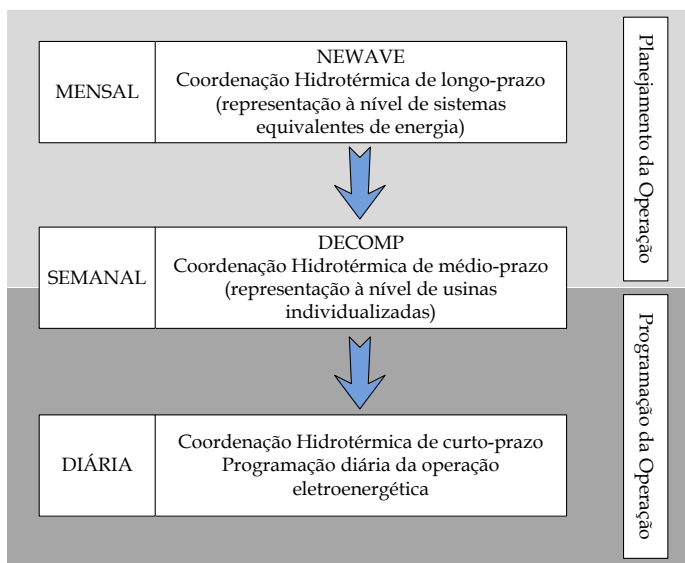 MENSAL
NEWAVE
Coordenação Hidrotérmica de longo-prazo
(representação à nível de sistemas
equivalentes de energia)
Planejamento da Operação
SEMANAL
DECOMP
Coordenação Hidrotérmica de médio-prazo
(representação à nível de usinas
individualizadas)
Programação da Operação
DIÁRIA
Coordenação Hidrotérmica de curto-prazo
Programação diária da operação
eletroenergética